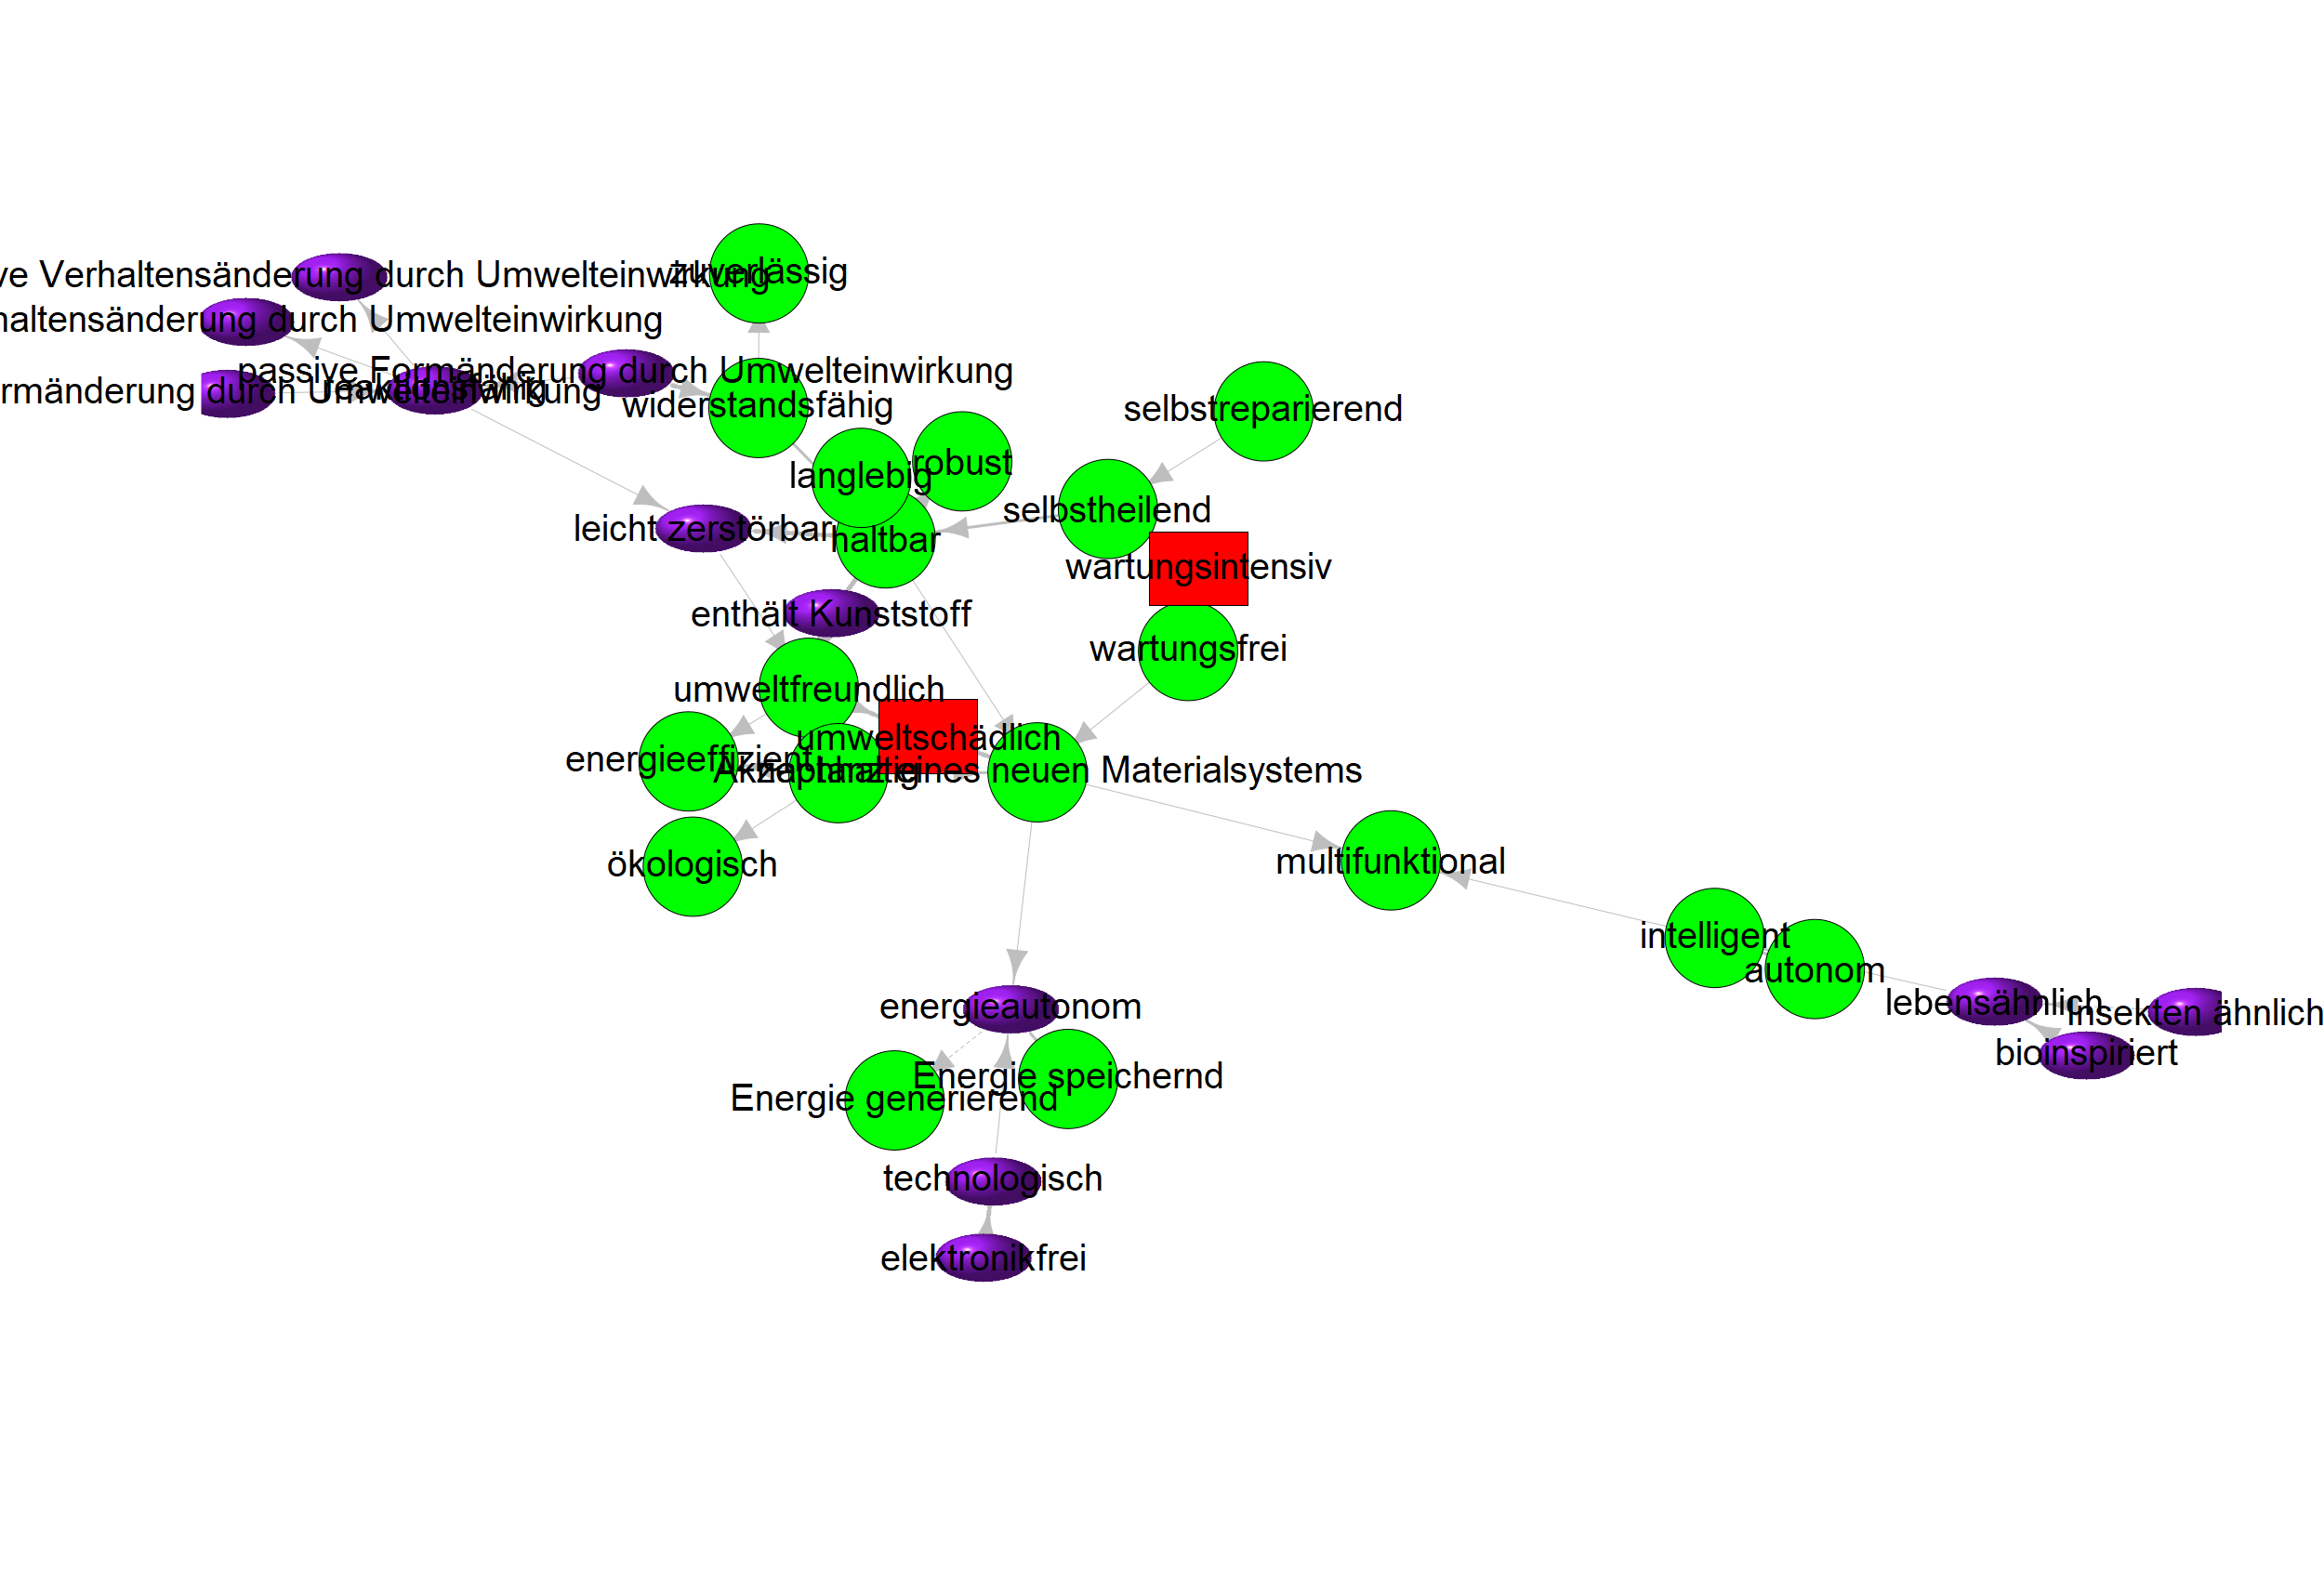 zuverlässig
ve Verhaltensänderung durch Umwelteinwirkung
haltensänderung durch Umwelteinwirkung
passive Formänderung durch Umwelteinwirkung
reaktionsfähig
rmänderung durch Umwelteinwirkung
widerstandsfähig
selbstreparierend
robust
langlebig
selbstheilend
leicht zerstörbar
haltbar
wartungsintensiv
enthält Kunststoff
wartungsfrei
umweltfreundlich
umweltschädlich
energieeffizient
nachhaltig
Akzeptanz eines neuen Materialsystems
ökologisch
multifunktional
intelligent
autonom
lebensähnlich
Insekten ähnlich
energieautonom
bioinspiriert
Energie speichernd
Energie generierend
technologisch
elektronikfrei